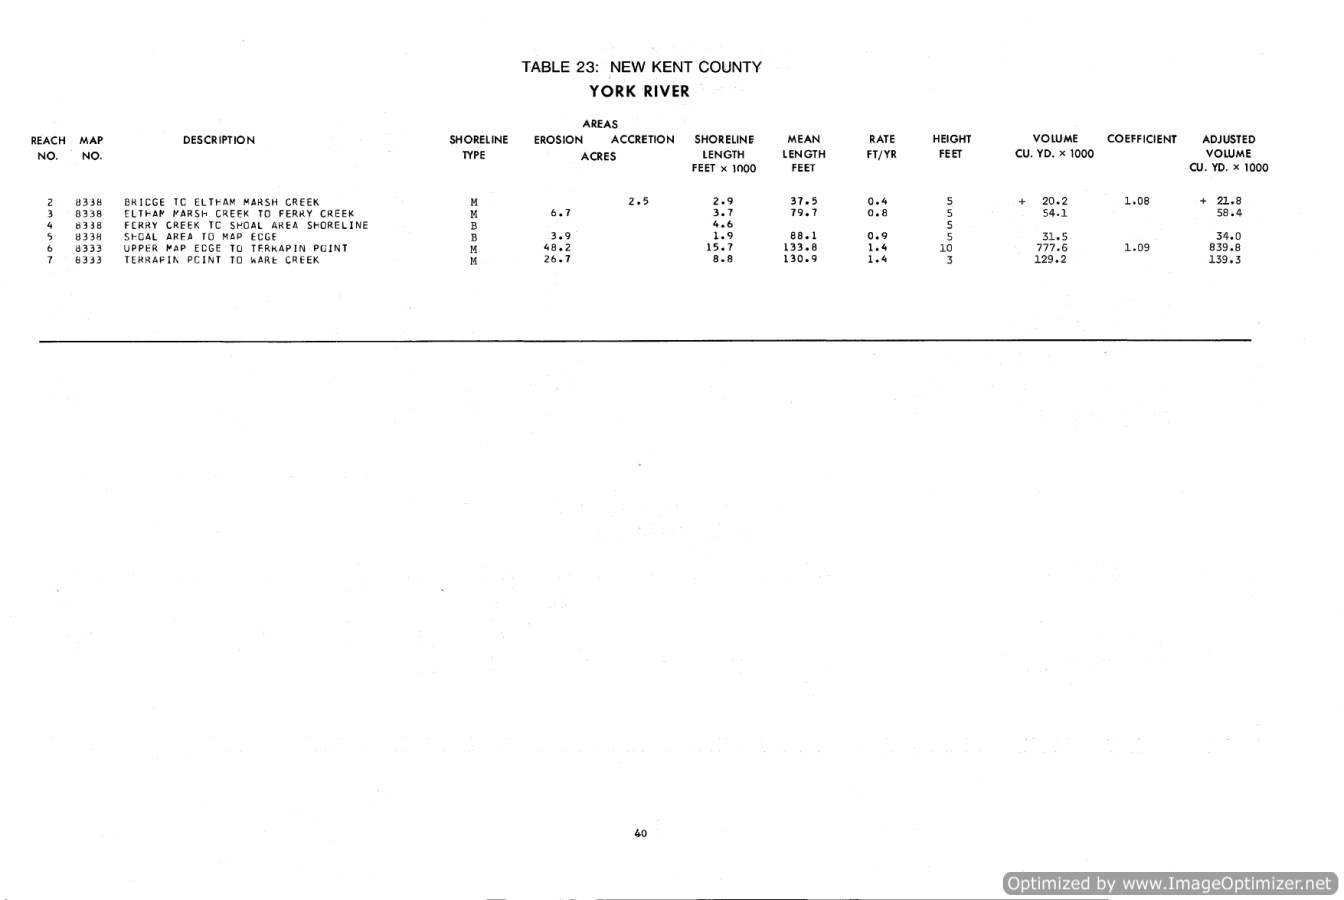 TABLE 23: NEW KENT COUNTY
YORK RIVER
AREAS
REACH MAP DESCRIPTION SHORELINE EROSION ACCRETION SHORELINE MEAN RATE HEIGHT VOLUME COEFFICIENT ADJUSTED
NO. NO. TYPE ACRES LENGTH LENGTH FT/YR FEET CU. YD. × 1000 VOLUME
FEET × 1000 FEET CU. YD. × 1000
2 8338 BRIDGE TO ELTHAM MARSH CREEK M 2.5 2.9 37.5 0.4 5 + 20.2 1.08 + 21.8
3 8338 ELTHAM MARSH CREEK TO FERRY CREEK M 6.7 3.7 79.7 0.8 5 54.1 58.4
4 8338 FERRY CREEK TO SHOAL AREA SHORELINE B 4.6 5
5 8338 SHOAL AREA TO MAP EDGE B 3.9 1.9 88.1 0.9 5 31.5 34.0
6 8333 UPPER MAP EDGE TO TERRAPIN POINT M 48.2 15.7 133.8 1.4 10 777.6 1.09 839.8
7 8333 TERRAPIN POINT TO WARE CREEK M 26.7 8.8 130.9 1.4 3 129.2 139.3
40
Optimized by www.ImageOptimizer.net